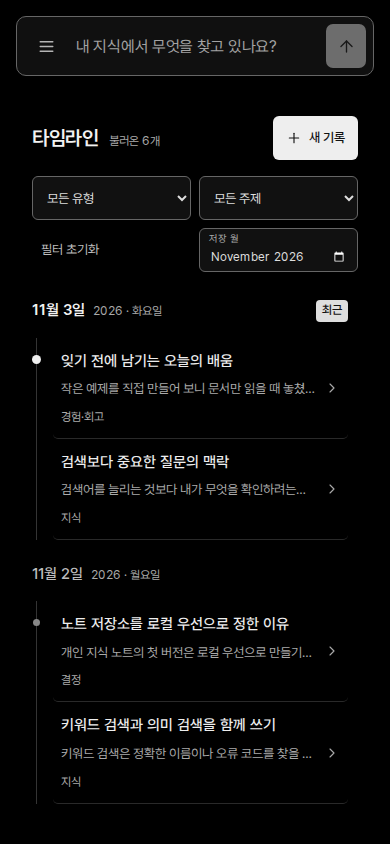 내 지식에서 무엇을 찾고 있나요?
타임라인 불러온 6개
새 기록
모든 유형
모든 주제
필터 초기화
저장 월
November 2026
11월 3일 2026 · 화요일
최근
잊기 전에 남기는 오늘의 배움
작은 예제를 직접 만들어 보니 문서만 읽을 때 놓쳤...
경험·회고
검색보다 중요한 질문의 맥락
검색어를 늘리는 것보다 내가 무엇을 확인하려는...
지식
11월 2일 2026 · 월요일
노트 저장소를 로컬 우선으로 정한 이유
개인 지식 노트의 첫 버전은 로컬 우선으로 만들기...
결정
키워드 검색과 의미 검색을 함께 쓰기
키워드 검색은 정확한 이름이나 오류 코드를 찾을 ...
지식